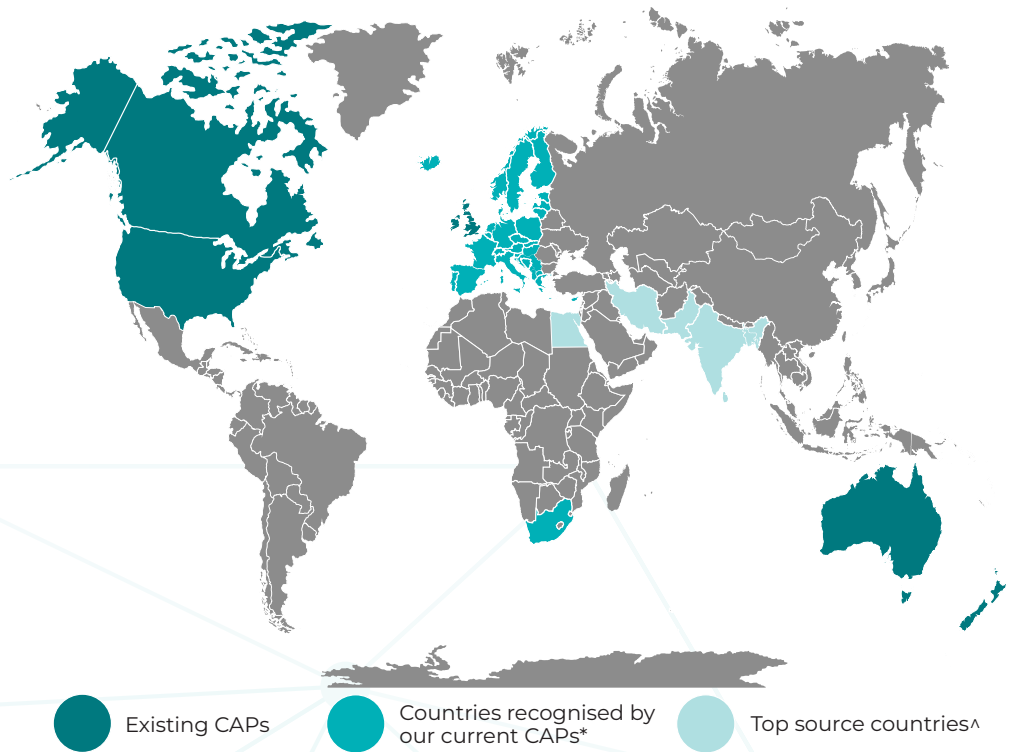 Existing CAPs
Countries recognised by
our current CAPs*
Top source countries^